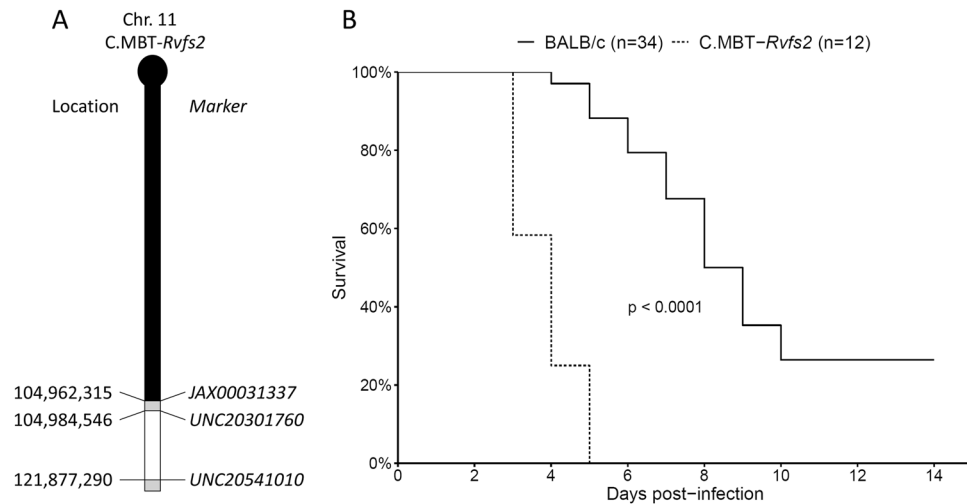 A
Chr. 11
C.MBT-Rvfs2
Location
Marker
104,962,315
JAX00031337
104,984,546
UNC20301760
121,877,290
UNC20541010
B
BALB/c (n=34)
C.MBT−Rvfs2 (n=12)
100%
80%
60%
40%
20%
0%
Survival
p < 0.0001
0 2 4 6 8 10 12 14
Days post−infection